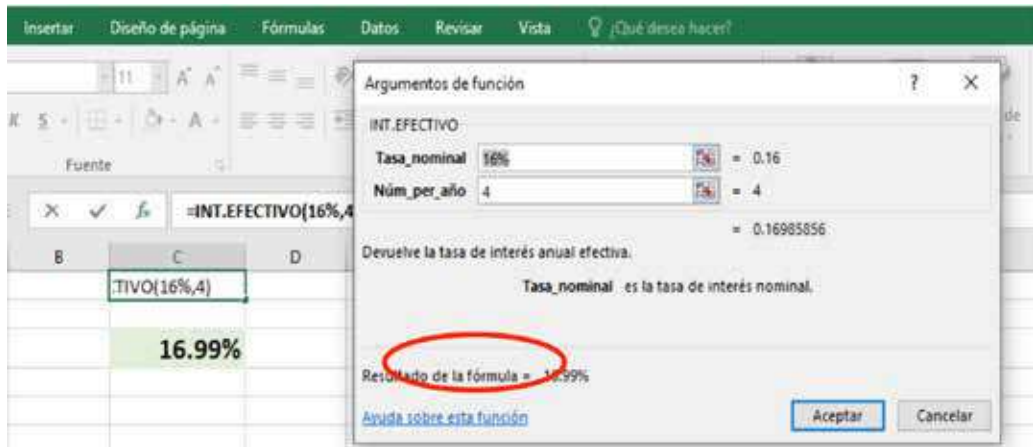 Insertar Diseño de página Fórmulas Datos Revisar Vista ¿Qué desea hacer?
11 A A
K S A
Fuente
=INT.EFECTIVO(16%,4
B C D
TIVO(16%,4)
16.99%
Argumentos de función ? ×
INT.EFECTIVO
Tasa_nominal 16% = 0.16
Núm_per_año 4 = 4
= 0.16985856
Devuelve la tasa de interés anual efectiva.
Tasa_nominal es la tasa de interés nominal.
Resultado de la fórmula = 16.99%
Ayuda sobre esta función Aceptar Cancelar
de